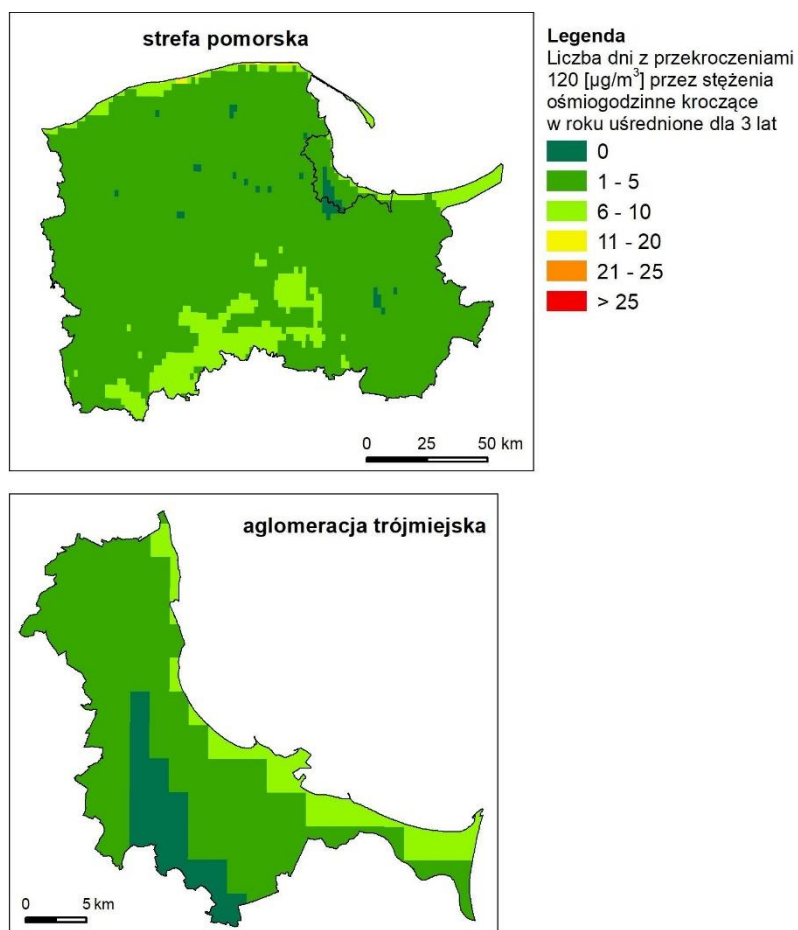 strefa pomorska
0 25 50 km
Legenda
Liczba dni z przekroczeniami
120 [µg/m³] przez stężenia
ośmiogodzinne kroczące
w roku uśrednione dla 3 lat
0
1 - 5
6 - 10
11 - 20
21 - 25
> 25
aglomeracja trójmiejska
0 5 km